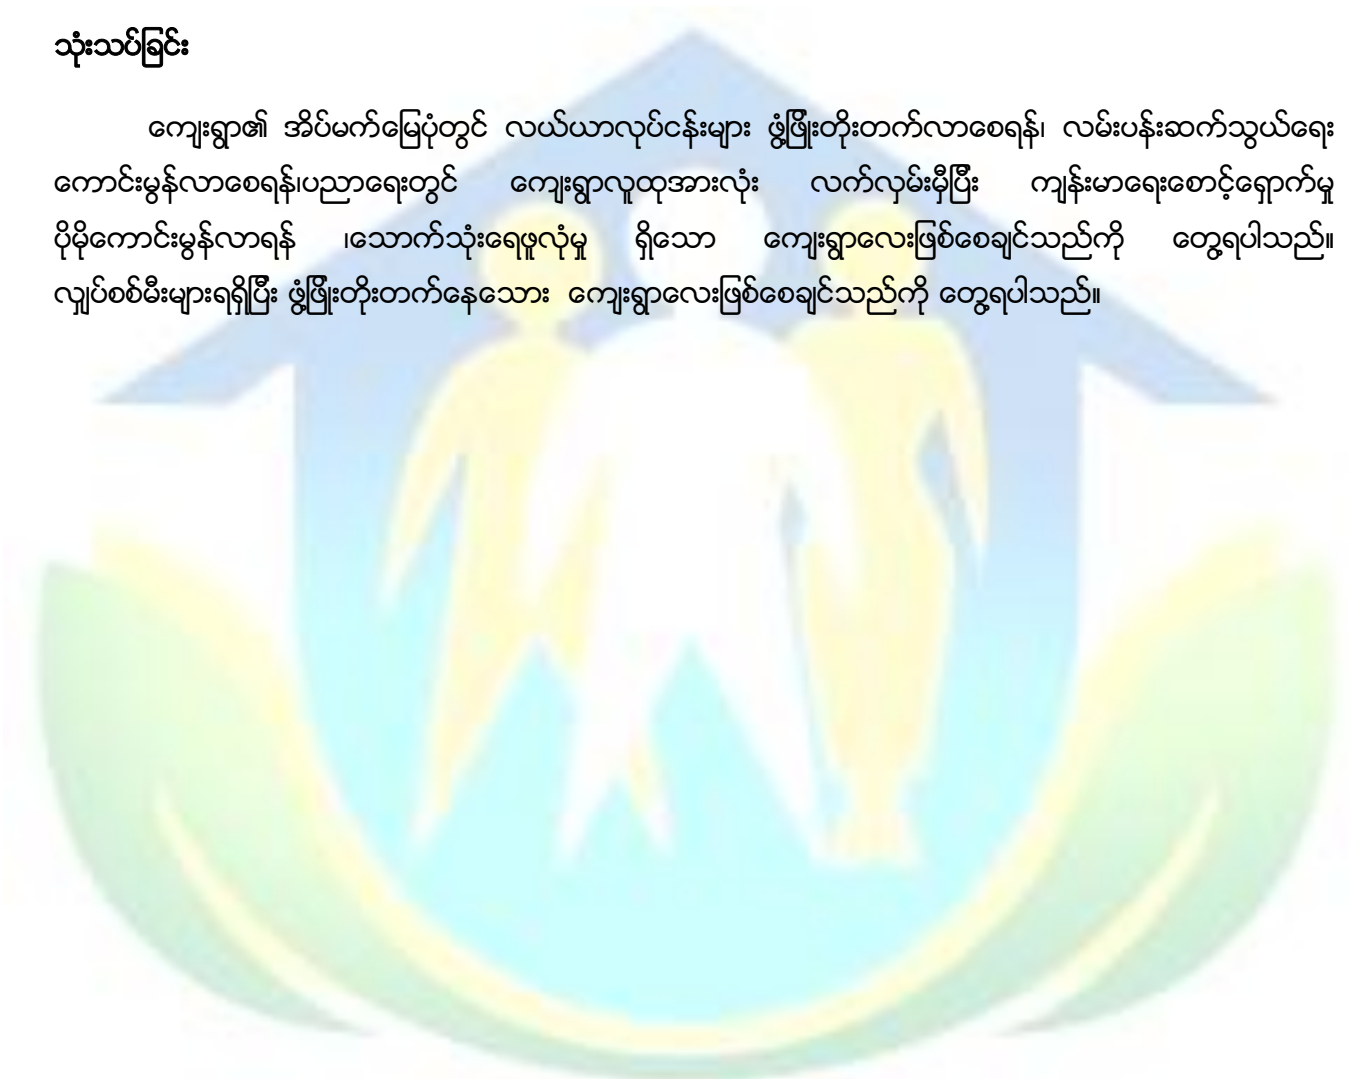 သုံးသပ်ခြင်း
ကျေးရွာ၏ အိပ်မက်မြေပုံတွင် လယ်ယာလုပ်ငန်းများ ဖွံ့ဖြိုးတိုးတက်လာစေရန်၊ လမ်းပန်းဆက်သွယ်ရေး
ကောင်းမွန်လာစေရန်၊ပညာရေးတွင် ကျေးရွာလူထုအားလုံး လက်လှမ်းမှီပြီး ကျန်းမာရေးစောင့်ရှောက်မှု
ပိုမိုကောင်းမွန်လာရန် ၊သောက်သုံးရေဖူလုံမှု ရှိသော ကျေးရွာလေးဖြစ်စေချင်သည်ကို တွေ့ရပါသည်။
လျှပ်စစ်မီးများရရှိပြီး ဖွံ့ဖြိုးတိုးတက်နေသေား ကျေးရွာလေးဖြစ်စေချင်သည်ကို တွေ့ရပါသည်။